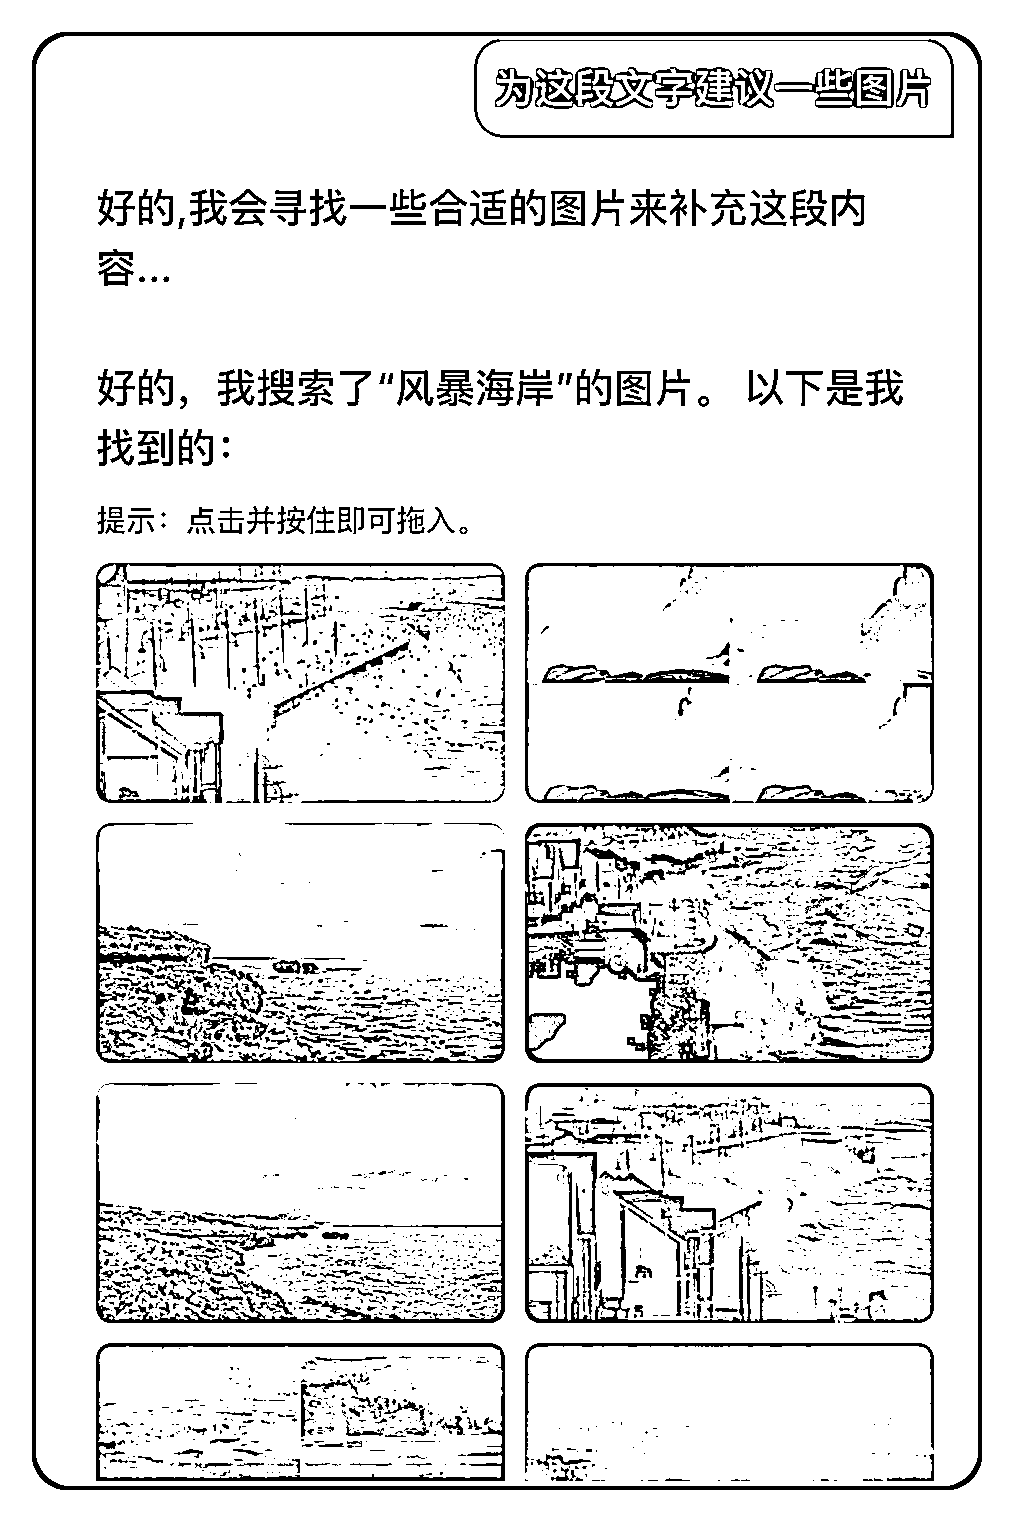 为这段文字建议一些图片
好的,我会寻找一些合适的图片来补充这段内
容...
好的，我搜索了“风暴海岸”的图片。 以下是我
找到的：
提示：点击并按住即可拖入。